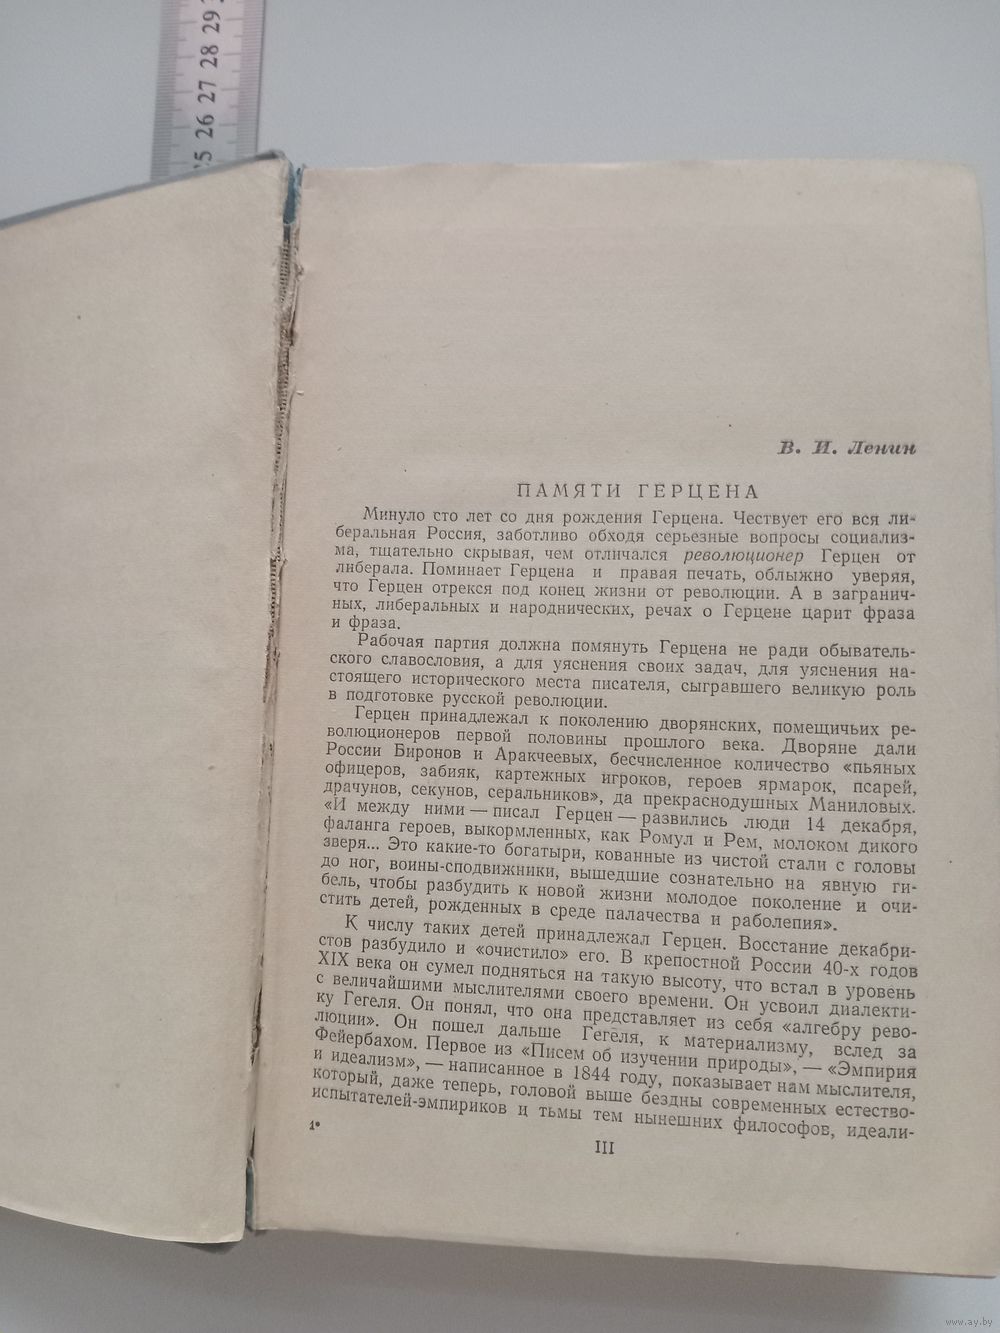 29
28
27
26
25
В. И. Ленин
ПАМЯТИ ГЕРЦЕНА
Минуло сто лет со дня рождения Герцена. Чествует его вся ли-
беральная Россия, заботливо обходя серьезные вопросы социализ-
ма, тщательно скрывая, чем отличался революционер Герцен от
либерала. Поминает Герцена и правая печать, облыжно уверяя,
что Герцен отрекся под конец жизни от революции. А в загранич-
ных, либеральных и народнических, речах о Герцене царит фраза
и фраза.
Рабочая партия должна помянуть Герцена не ради обыватель-
ского славословия, а для уяснения своих задач, для уяснения на-
стоящего исторического места писателя, сыгравшего великую роль
в подготовке русской революции.
Герцен принадлежал к поколению дворянских, помещичьих ре-
волюционеров первой половины прошлого века. Дворяне дали
России Биронов и Аракчеевых, бесчисленное количество «пьяных
офицеров, забияк, картежных игроков, героев ярмарок, псарей,
драчунов, секунов, серальников», да прекраснодушных Маниловых.
«И между ними — писал Герцен — развились люди 14 декабря,
фаланга героев, выкормленных, как Ромул и Рем, молоком дикого
зверя... Это какие-то богатыри, кованные из чистой стали с головы
до ног, воины-сподвижники, вышедшие сознательно на явную ги-
бель, чтобы разбудить к новой жизни молодое поколение и очи-
стить детей, рожденных в среде палачества и раболепия».
К числу таких детей принадлежал Герцен. Восстание декабри-
стов разбудило и «очистило» его. В крепостной России 40-х годов
XIX века он сумел подняться на такую высоту, что встал в уровень
с величайшими мыслителями своего времени. Он усвоил диалекти-
ку Гегеля. Он понял, что она представляет из себя «алгебру рево-
люции». Он пошел дальше Гегеля, к материализму, вслед за
Фейербахом. Первое из «Писем об изучении природы», — «Эмпирия
и идеализм», — написанное в 1844 году, показывает нам мыслителя,
который, даже теперь, головой выше бездны современных естество-
испытателей-эмпириков и тьмы тем нынешних философов, идеали-
1*
III
www.ay.by